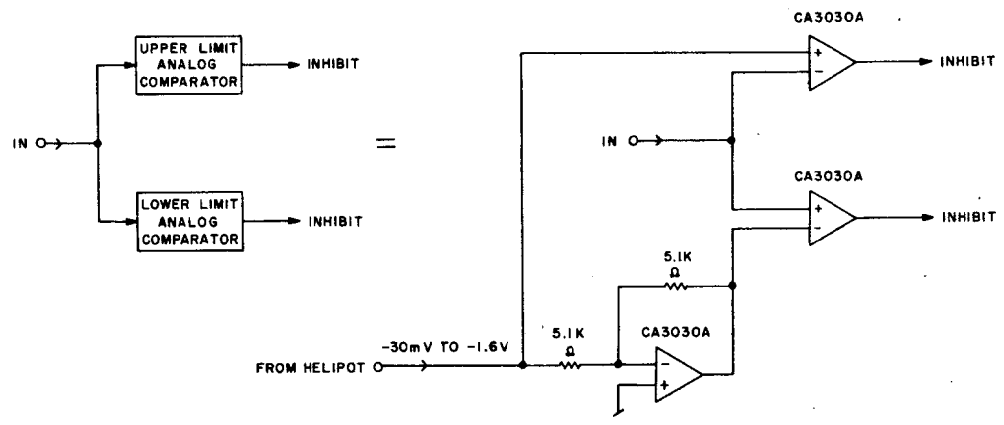 UPPER LIMIT
ANALOG
COMPARATOR
INHIBIT
IN
LOWER LIMIT
ANALOG
COMPARATOR
INHIBIT
=
CA3030A
+
-
INHIBIT
IN
CA3030A
+
-
INHIBIT
5.1K
Ω
5.1K
Ω
CA3030A
-
+
FROM HELIPOT
-30mV TO -1.6V